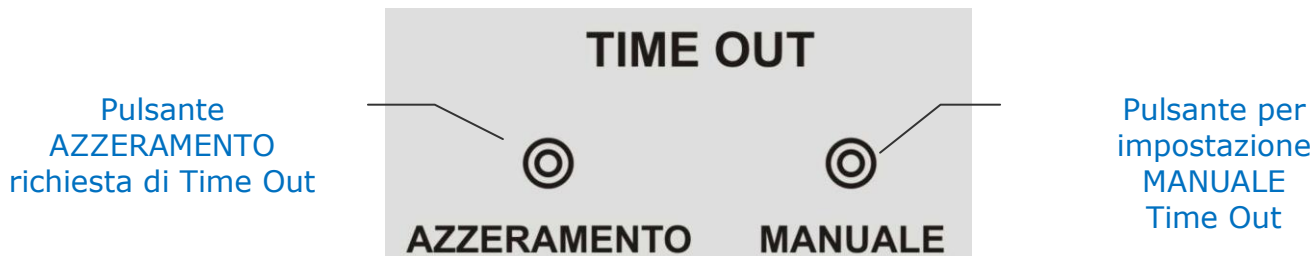 TIME OUT
Pulsante
AZZERAMENTO
richiesta di Time Out
Pulsante per
impostazione
MANUALE
Time Out
AZZERAMENTO
MANUALE